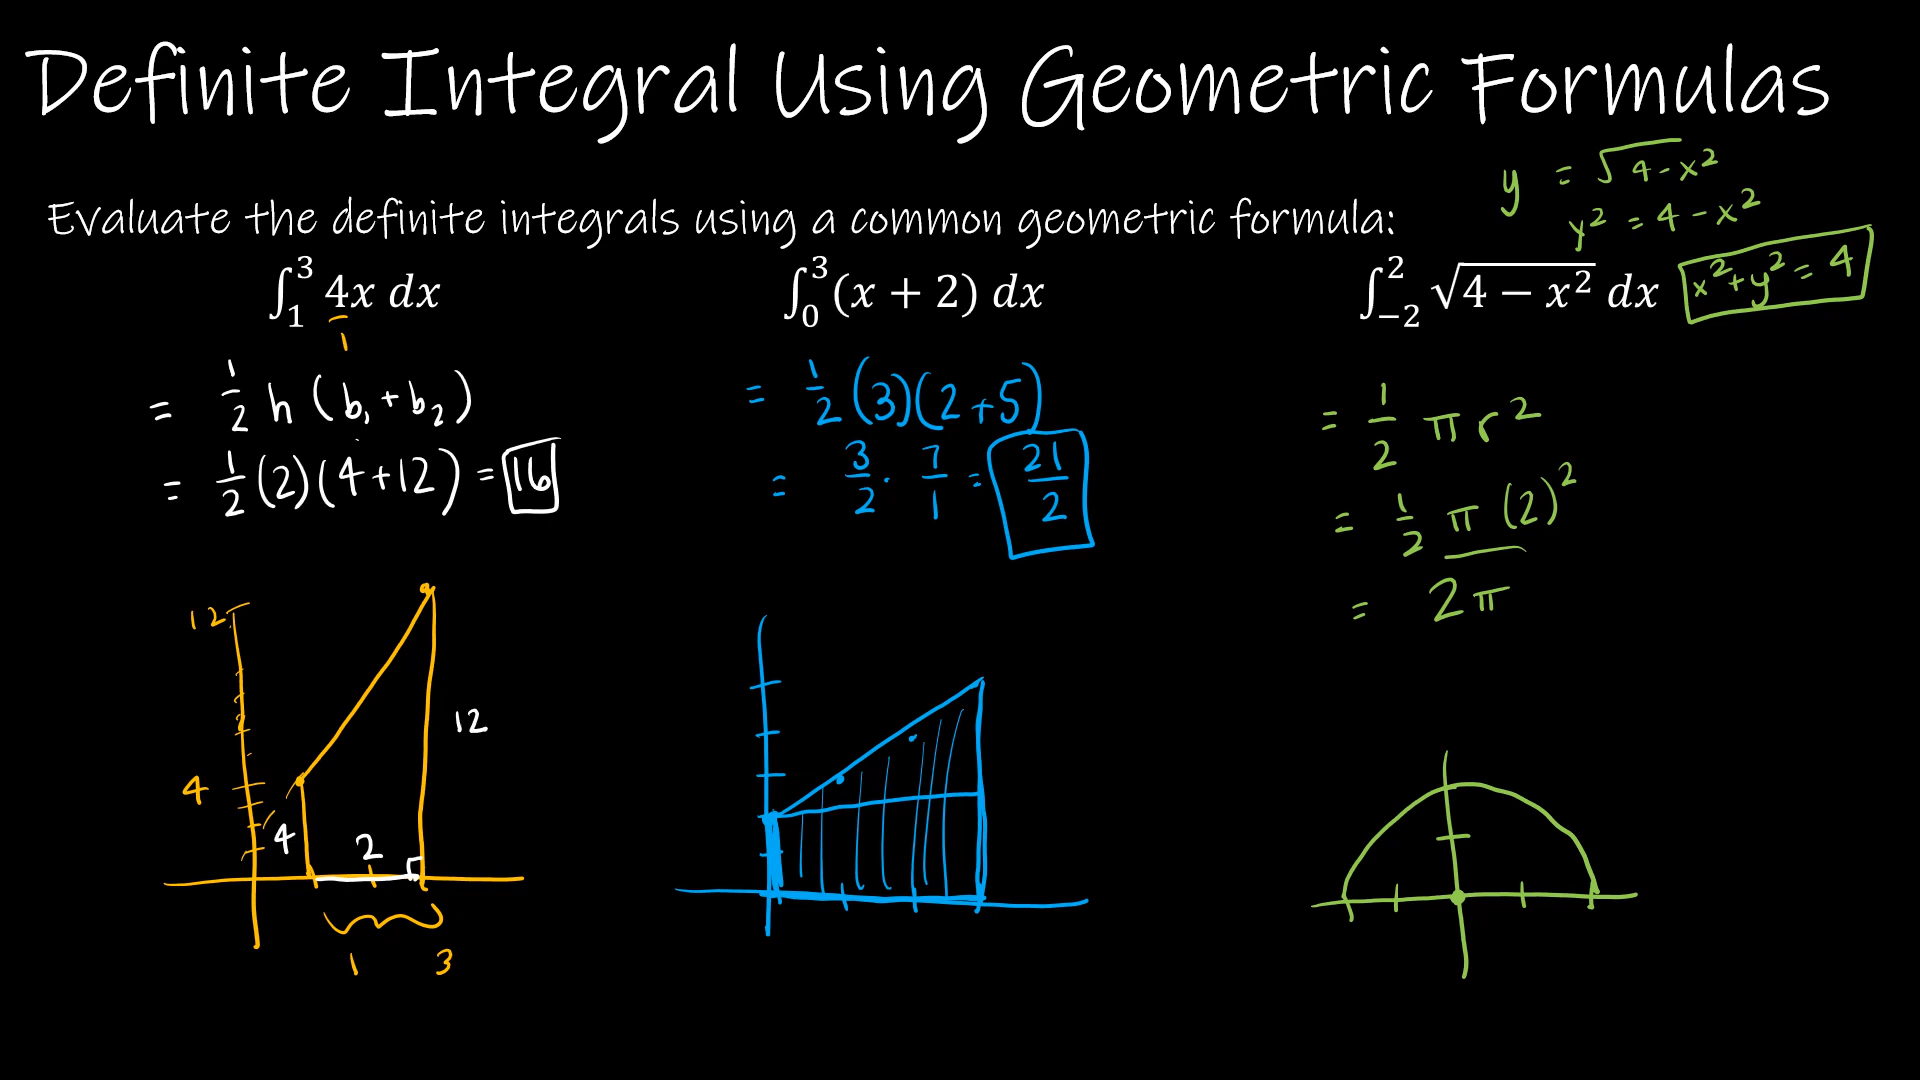 Definite Integral Using Geometric Formulas
Evaluate the definite integrals using a common geometric formula:
y = √4-x²
y² = 4 - x²
x² + y² = 4
∫₁³ 4x dx
1
= 1/2 h (b₁ + b₂)
= 1/2 (2)(4+12) = 16
12
4
4
2
12
1 3
∫₀³ (x + 2) dx
= 1/2 (3)(2+5)
= 3/2 · 7/1 = 21/2
∫₋₂² √4 − x² dx
= 1/2 π r²
= 1/2 π (2)²
= 2π